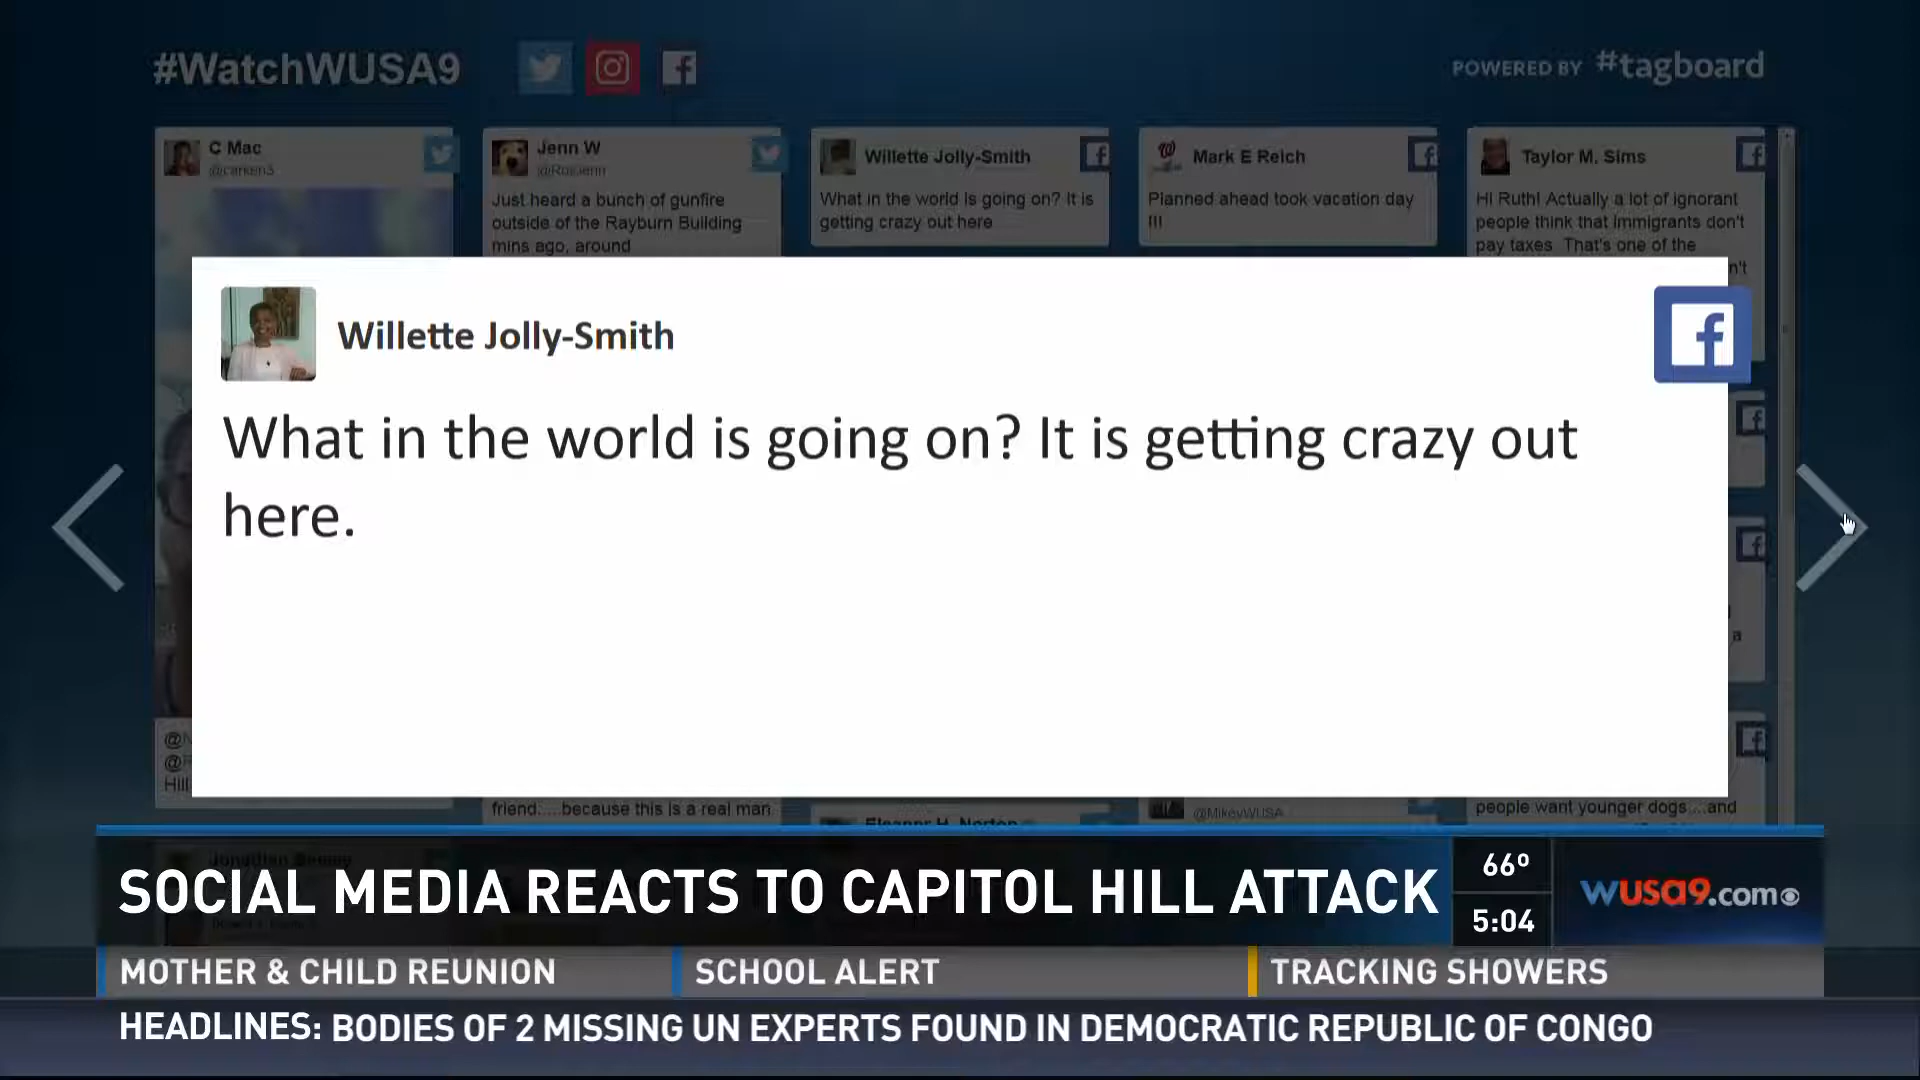 #WatchWUSA9
POWERED BY #tagboard
C Mac
@carken3
Jenn W
Just heard a bunch of gunfire
outside of the Rayburn Building
mins ago, around
Willette Jolly-Smith
What in the world is going on? It is
getting crazy out here
Mark E Reich
Planned ahead took vacation day
!!!
Taylor M. Sims
Hi Ruth! Actually a lot of ignorant
people think that immigrants don't
pay taxes. That's one of the
n't
Willette Jolly-Smith
What in the world is going on? It is getting crazy out
here.
a
Hill
friend.....because this is a real man
Eleanor H. Norton
@MikevWUSA
people want younger dogs ...and
SOCIAL MEDIA REACTS TO CAPITOL HILL ATTACK
66º
5:04
WUSA9.com
MOTHER & CHILD REUNION
SCHOOL ALERT
TRACKING SHOWERS
HEADLINES: BODIES OF 2 MISSING UN EXPERTS FOUND IN DEMOCRATIC REPUBLIC OF CONGO